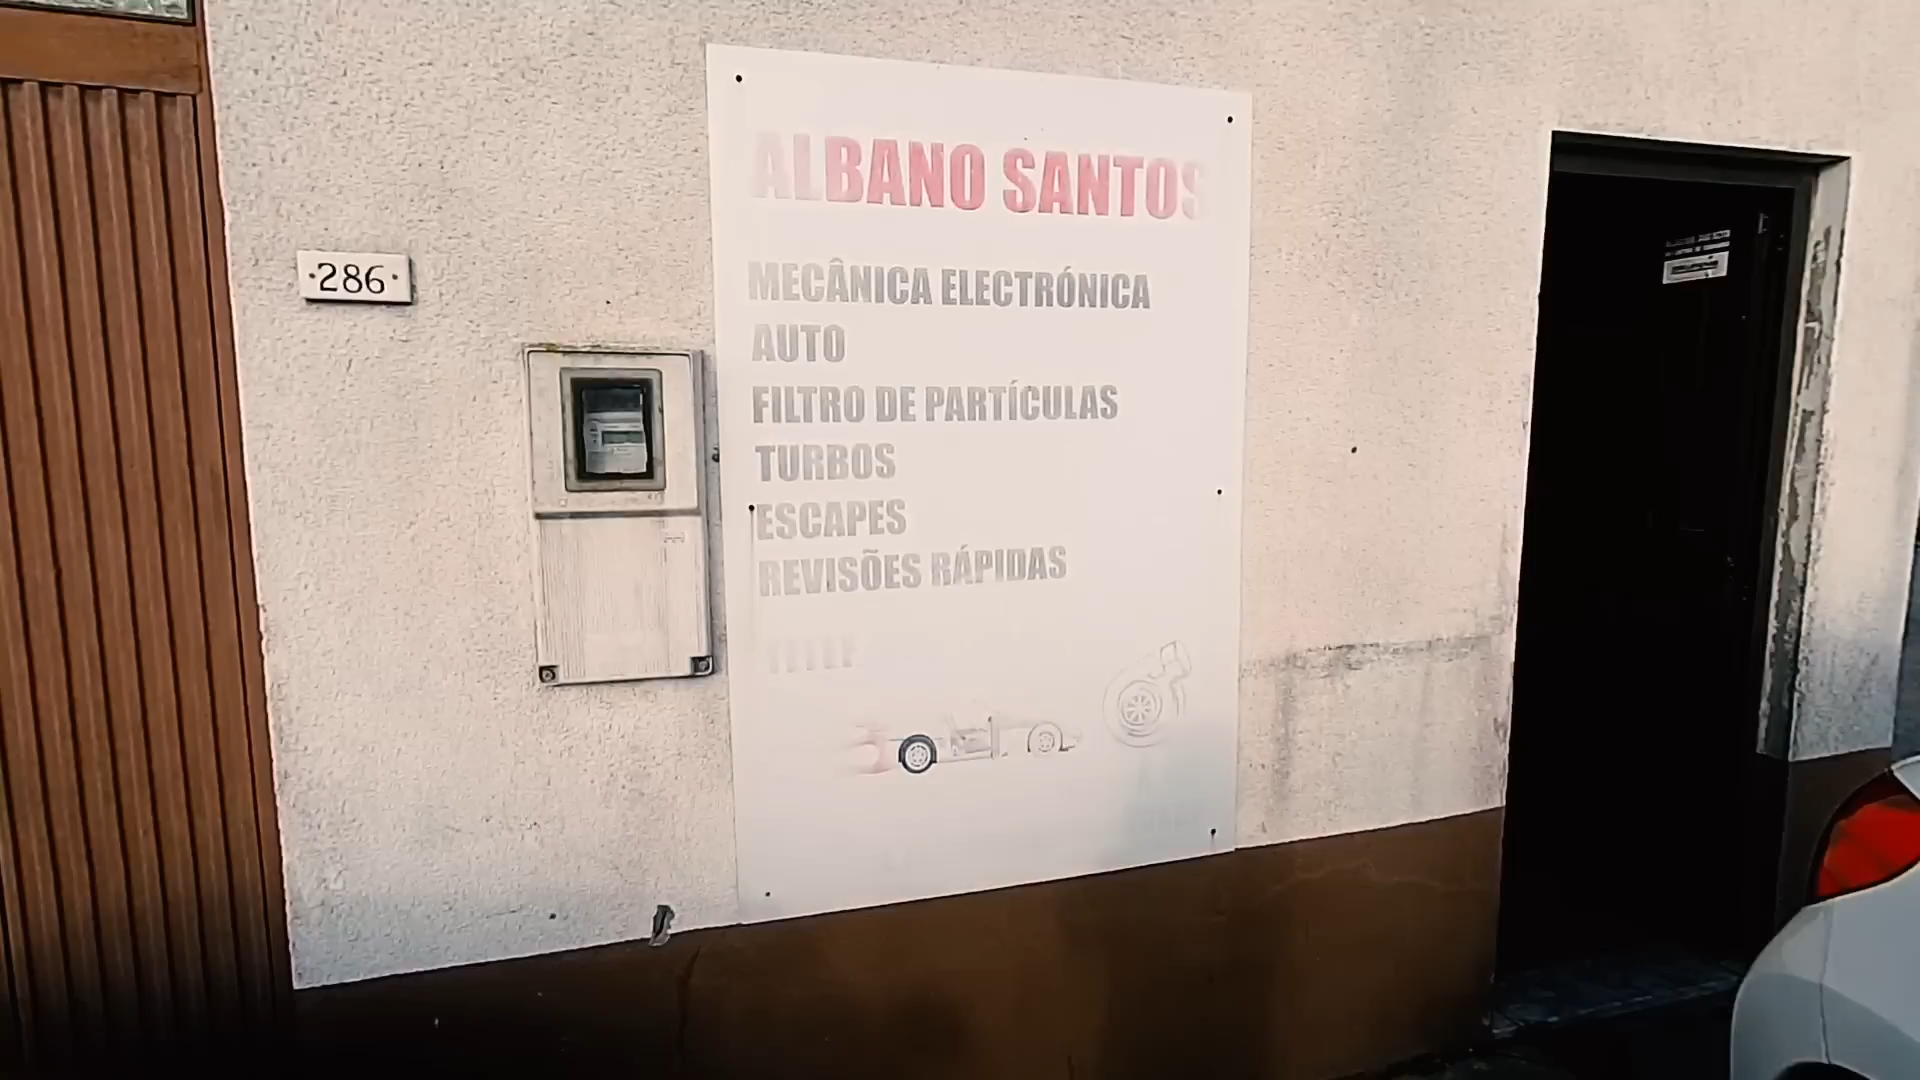 ALBANO SANTOS
·286·
MECÂNICA ELECTRÓNICA
AUTO
FILTRO DE PARTÍCULAS
TURBOS
ESCAPES
REVISÕES RÁPIDAS